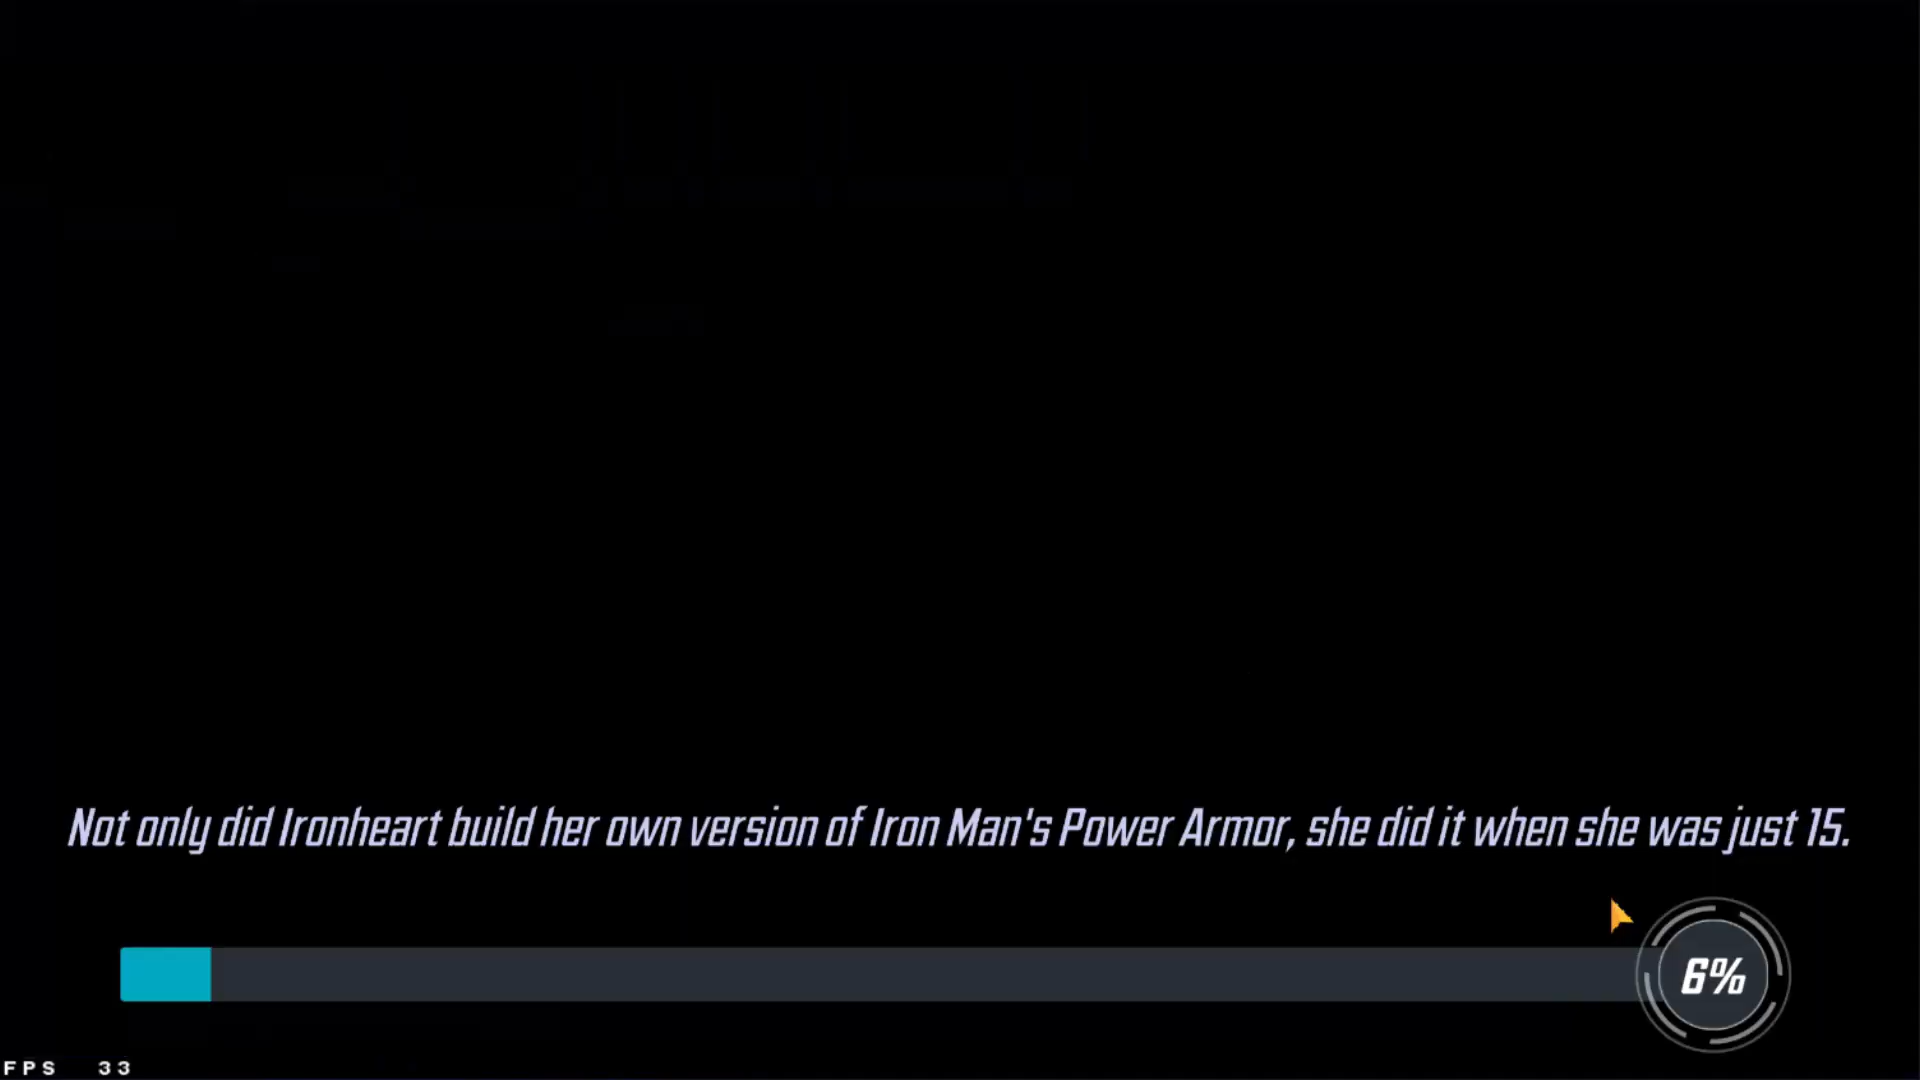 Not only did Ironheart build her own version of Iron Man's Power Armor, she did it when she was just 15.
6%
FPS 33